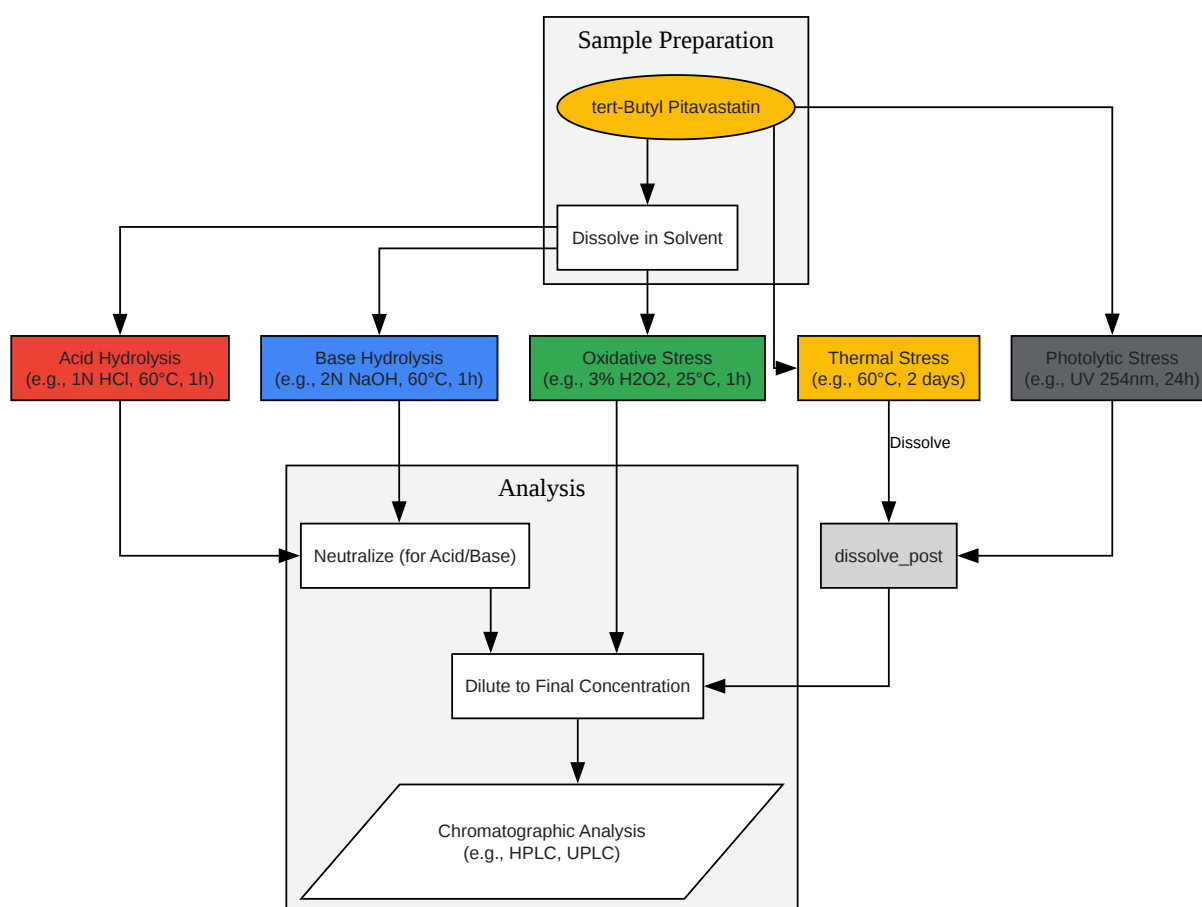 Sample Preparation
tert-Butyl Pitavastatin
Dissolve in Solvent
Acid Hydrolysis
(e.g., 1N HCl, 60°C, 1h)
Base Hydrolysis
(e.g., 2N NaOH, 60°C, 1h)
Oxidative Stress
(e.g., 3% H2O2, 25°C, 1h)
Thermal Stress
(e.g., 60°C, 2 days)
Photolytic Stress
(e.g., UV 254nm, 24h)
Dissolve
Analysis
Neutralize (for Acid/Base)
dissolve_post
Dilute to Final Concentration
Chromatographic Analysis
(e.g., HPLC, UPLC)